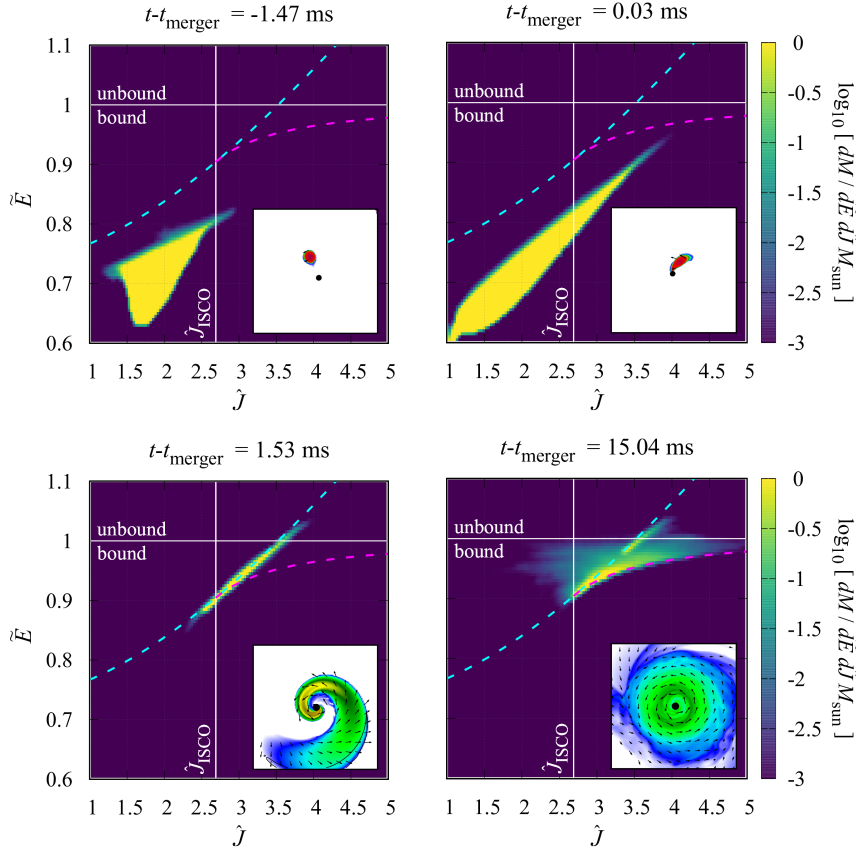 t-t_merger = -1.47 ms
t-t_merger = 0.03 ms
1.1
1
0.9
0.8
0.7
0.6
Ẽ
unbound
bound
Ĵ_ISCO
1 1.5 2 2.5 3 3.5 4 4.5 5
Ĵ
unbound
bound
Ĵ_ISCO
1 1.5 2 2.5 3 3.5 4 4.5 5
Ĵ
0
-0.5
-1
-1.5
-2
-2.5
-3
log₁₀ [ dM / dẼ dĴ M_sun ]
t-t_merger = 1.53 ms
t-t_merger = 15.04 ms
1.1
1
0.9
0.8
0.7
0.6
Ẽ
unbound
bound
Ĵ_ISCO
1 1.5 2 2.5 3 3.5 4 4.5 5
Ĵ
unbound
bound
Ĵ_ISCO
1 1.5 2 2.5 3 3.5 4 4.5 5
Ĵ
0
-0.5
-1
-1.5
-2
-2.5
-3
log₁₀ [ dM / dẼ dĴ M_sun ]